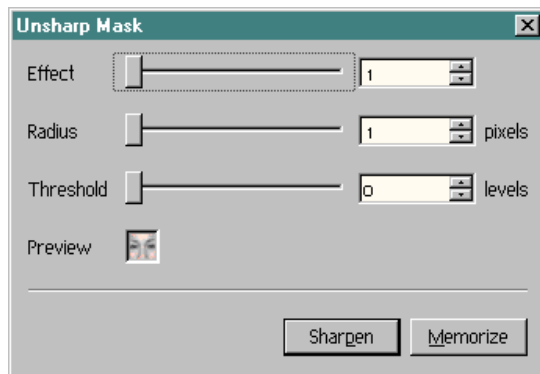 Unsharp Mask
Effect 1
Radius 1 pixels
Threshold 0 levels
Preview
Sharpen Memorize